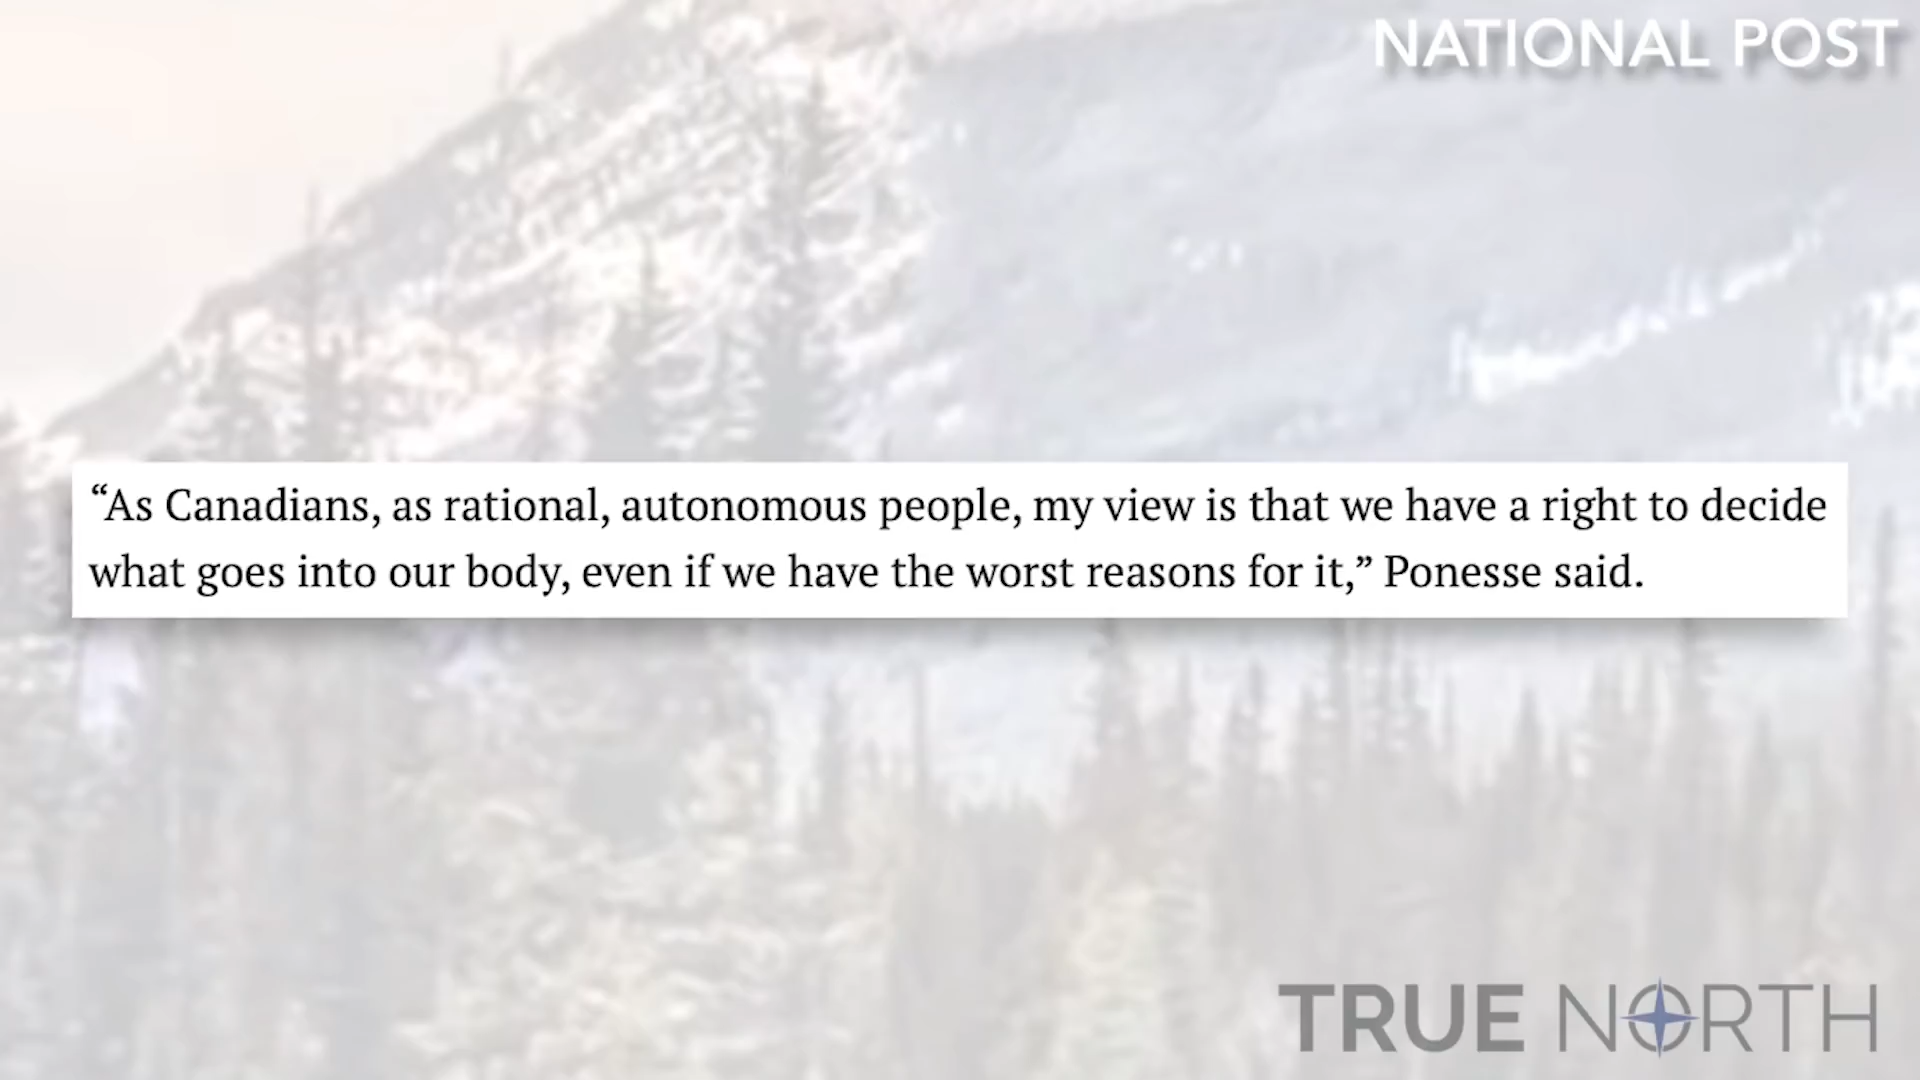 NATIONAL POST
“As Canadians, as rational, autonomous people, my view is that we have a right to decide
what goes into our body, even if we have the worst reasons for it,” Ponesse said.
TRUE NORTH